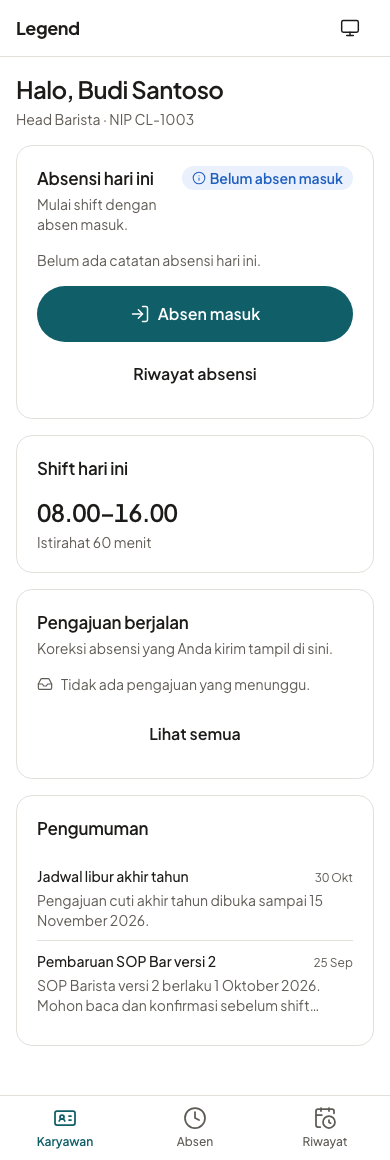 Legend
Halo, Budi Santoso
Head Barista · NIP CL-1003
Absensi hari ini
Belum absen masuk
Mulai shift dengan
absen masuk.
Belum ada catatan absensi hari ini.
Absen masuk
Riwayat absensi
Shift hari ini
08.00–16.00
Istirahat 60 menit
Pengajuan berjalan
Koreksi absensi yang Anda kirim tampil di sini.
Tidak ada pengajuan yang menunggu.
Lihat semua
Pengumuman
Jadwal libur akhir tahun
30 Okt
Pengajuan cuti akhir tahun dibuka sampai 15
November 2026.
Pembaruan SOP Bar versi 2
25 Sep
SOP Barista versi 2 berlaku 1 Oktober 2026.
Mohon baca dan konfirmasi sebelum shift…
Karyawan
Absen
Riwayat